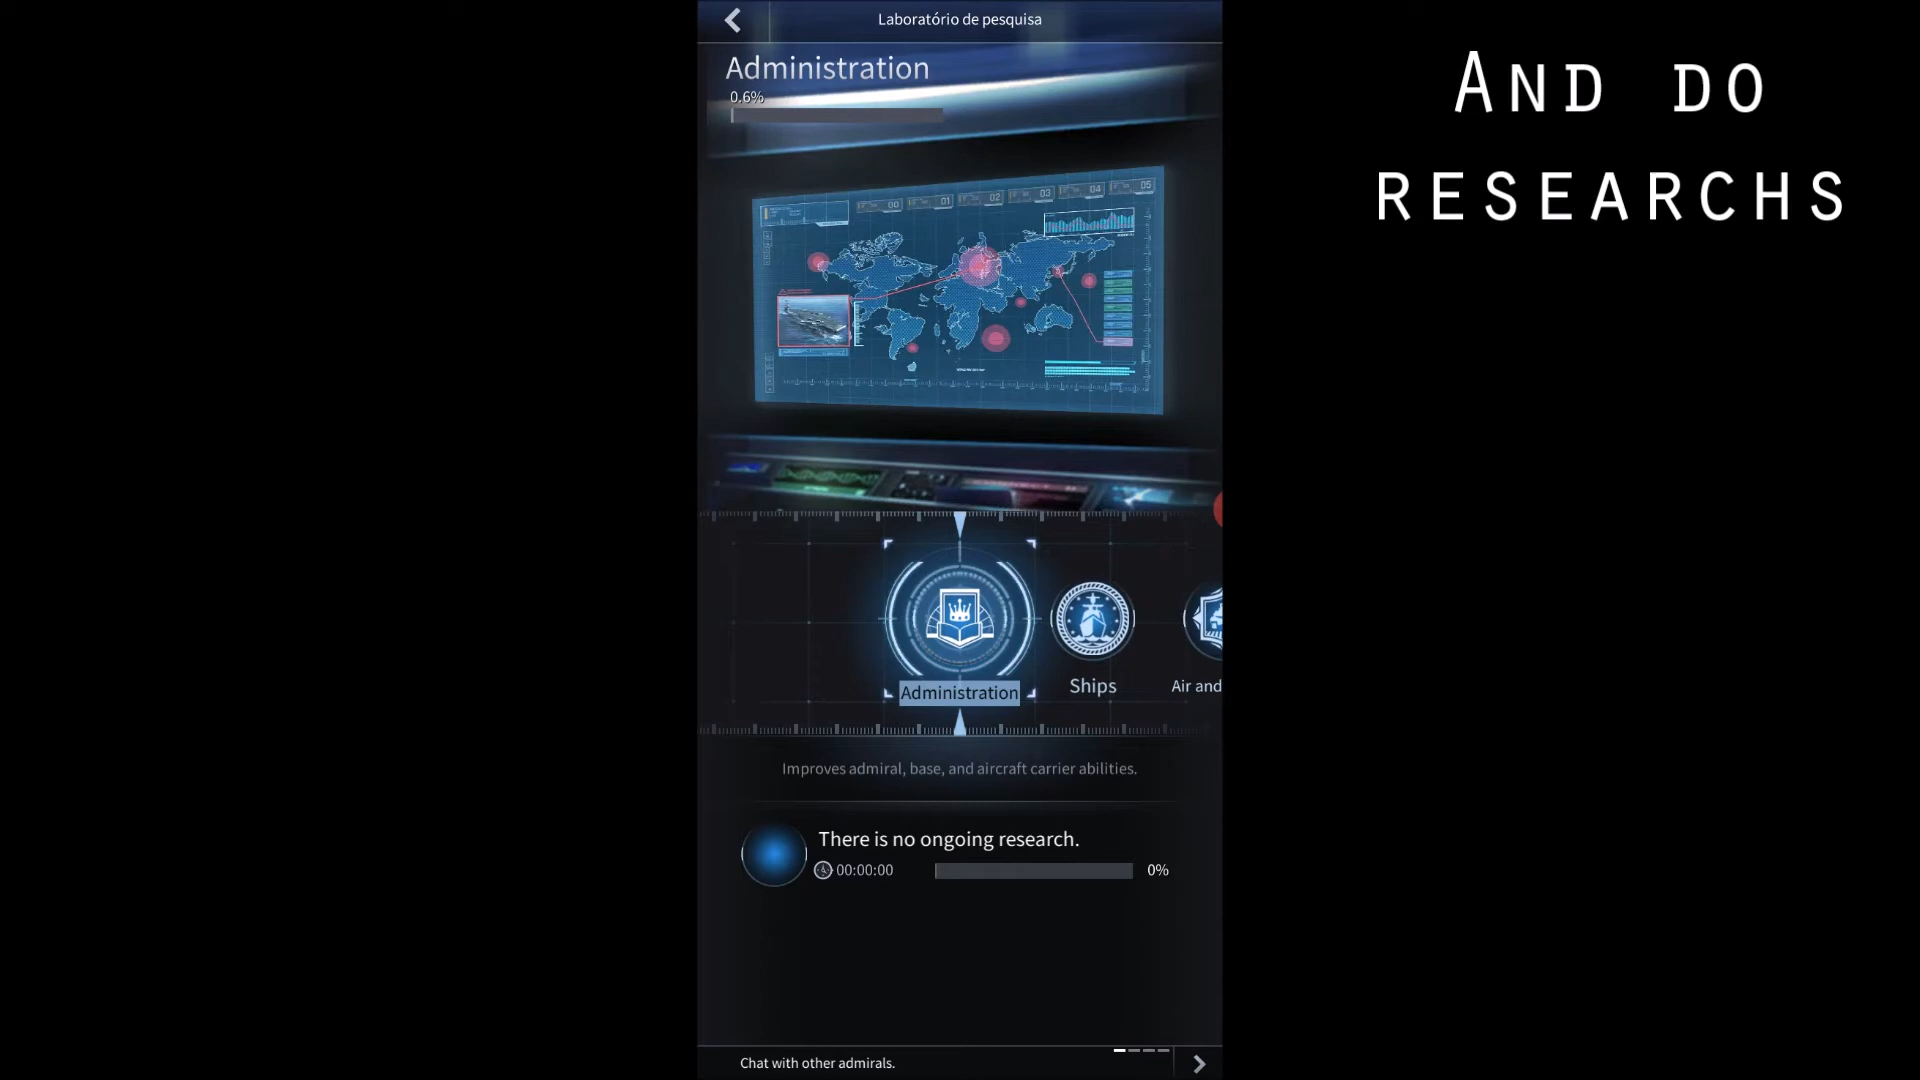 Laboratório de pesquisa
AND DO
RESEARCHS
Administration
0.6%
00
01
02
03
04
05
Administration
Ships
Air and
Improves admiral, base, and aircraft carrier abilities.
There is no ongoing research.
00:00:00
0%
Chat with other admirals.